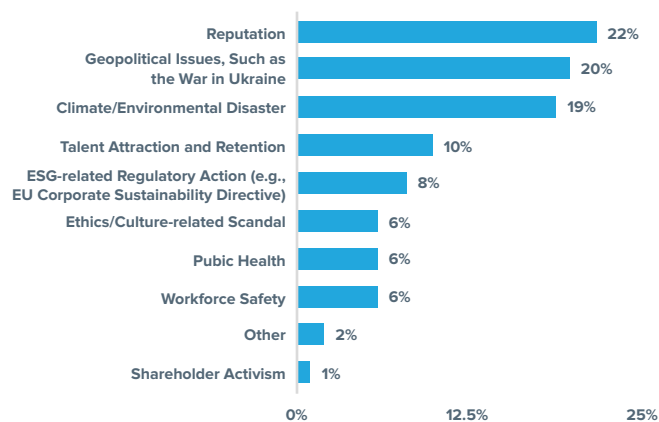 Reputation 22%
Geopolitical Issues, Such as
the War in Ukraine 20%
Climate/Environmental Disaster 19%
Talent Attraction and Retention 10%
ESG-related Regulatory Action (e.g.,
EU Corporate Sustainability Directive) 8%
Ethics/Culture-related Scandal 6%
Pubic Health 6%
Workforce Safety 6%
Other 2%
Shareholder Activism 1%
0% 12.5% 25%